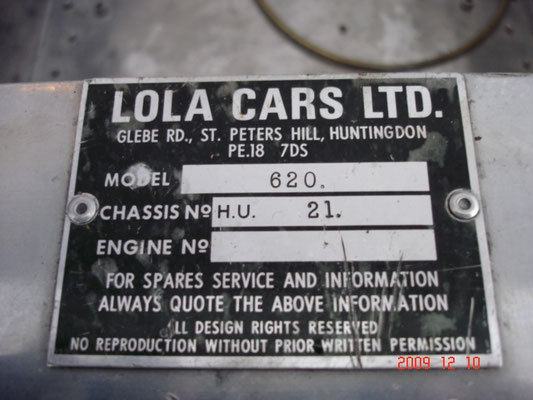 LOLA CARS LTD.
GLEBE RD., ST. PETERS HILL, HUNTINGDON
PE.18 7DS
MODEL 620.
CHASSIS Nº H.U. 21.
ENGINE Nº
FOR SPARES SERVICE AND INFORMATION
ALWAYS QUOTE THE ABOVE INFORMATION
LL DESIGN RIGHTS RESERVED
NO REPRODUCTION WITHOUT PRIOR WRITTEN PERMISSION
2009 12 10